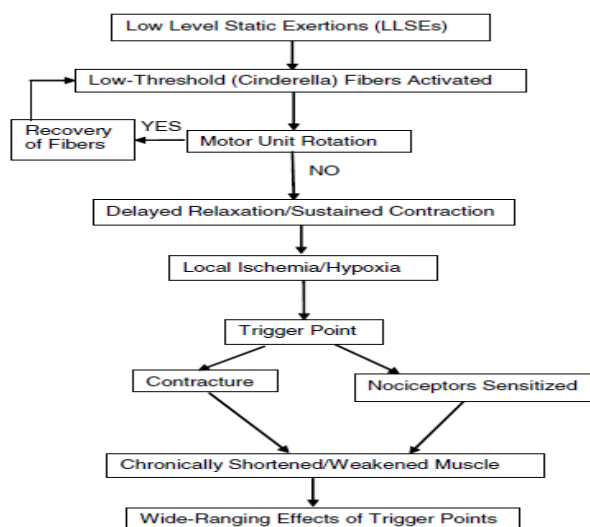 Low Level Static Exertions (LLSEs)
Low-Threshold (Cinderella) Fibers Activated
Recovery
of Fibers
YES
Motor Unit Rotation
NO
Delayed Relaxation/Sustained Contraction
Local Ischemia/Hypoxia
Trigger Point
Contracture
Nociceptors Sensitized
Chronically Shortened/Weakened Muscle
Wide-Ranging Effects of Trigger Points